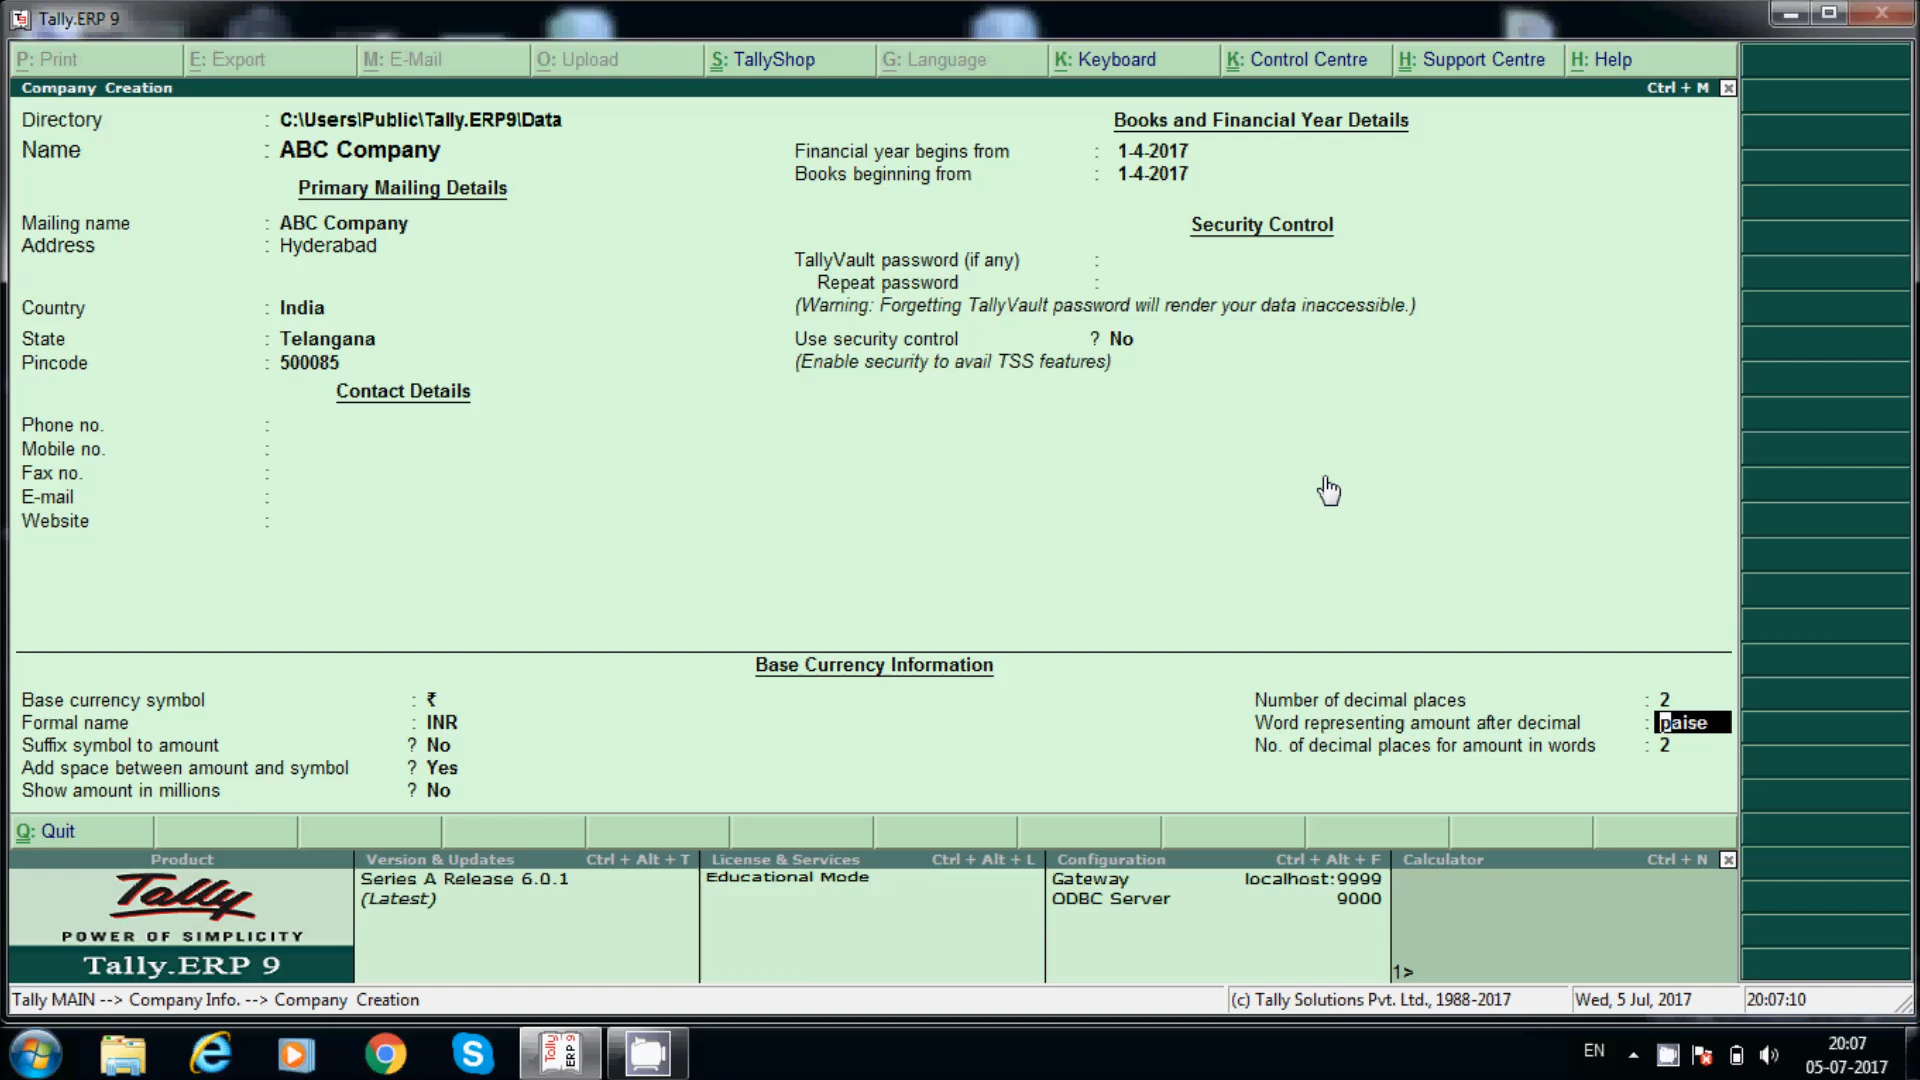 Tally.ERP 9
P: Print E: Export M: E-Mail O: Upload S: TallyShop G: Language K: Keyboard K: Control Centre H: Support Centre H: Help
Company Creation Ctrl + M
Directory : C:\Users\Public\Tally.ERP9\Data
Name : ABC Company
Primary Mailing Details
Mailing name : ABC Company
Address : Hyderabad
Country : India
State : Telangana
Pincode : 500085
Contact Details
Phone no. :
Mobile no. :
Fax no. :
E-mail :
Website :
Books and Financial Year Details
Financial year begins from : 1-4-2017
Books beginning from : 1-4-2017
Security Control
TallyVault password (if any) :
Repeat password :
(Warning: Forgetting TallyVault password will render your data inaccessible.)
Use security control ? No
(Enable security to avail TSS features)
Base Currency Information
Base currency symbol : ₹
Formal name : INR
Suffix symbol to amount ? No
Add space between amount and symbol ? Yes
Show amount in millions ? No
Number of decimal places : 2
Word representing amount after decimal : paise
No. of decimal places for amount in words : 2
Q: Quit
Product
Tally
POWER OF SIMPLICITY
Tally.ERP 9
Version & Updates Ctrl + Alt + T
Series A Release 6.0.1
(Latest)
License & Services Ctrl + Alt + L
Educational Mode
Configuration Ctrl + Alt + F
Gateway localhost:9999
ODBC Server 9000
Calculator Ctrl + N
1>
Tally MAIN --> Company Info. --> Company Creation (c) Tally Solutions Pvt. Ltd., 1988-2017 Wed, 5 Jul, 2017 20:07:10
Tally ERP 9
EN
20:07
05-07-2017